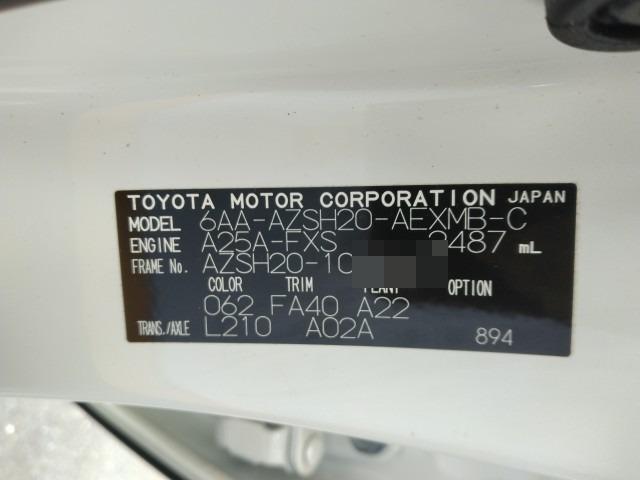 TOYOTA MOTOR CORPORATION JAPAN
MODEL 6AA-AZSH20-AEXMB-C
ENGINE A25A-FXS 2487 mL
FRAME No. AZSH20-10
COLOR TRIM PLANT OPTION
062 FA40 A22
TRANS./AXLE L210 A02A 894